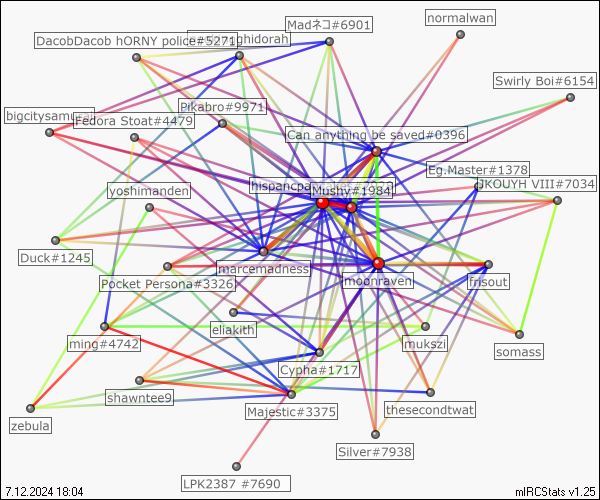 normalwan
Madネコ#6901
DacobDacob hORNY police#5271
ghidorah
Swirly Boi#6154
Pikabro#9971
bigcitysam
Fedora Stoat#4479
Can anything be saved#0396
Eg.Master#1378
JKOUYH VIII#7034
yoshimanden
hispancpa
Mushy#1984
Duck#1245
marcemadness
Pocket Persona#3326
moonraven
frisout
eliakith
ming#4742
mukszi
somass
Cypha#1717
shawntee9
Majestic#3375
thesecondtwat
zebula
Silver#7938
LPK2387 #7690
7.12.2024 18:04
mIRCStats v1.25